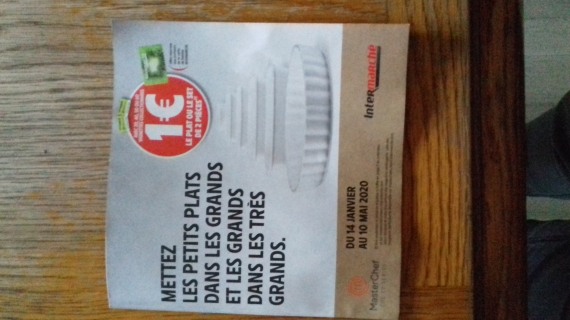 1€
LE PLAT OU LE SET
DE 2 PIÈCES
METTEZ
LES PETITS PLATS
DANS LES GRANDS
ET LES GRANDS
DANS LES TRÈS
GRANDS.
DU 14 JANVIER
AU 10 MAI 2020
MasterChef
Intermarché